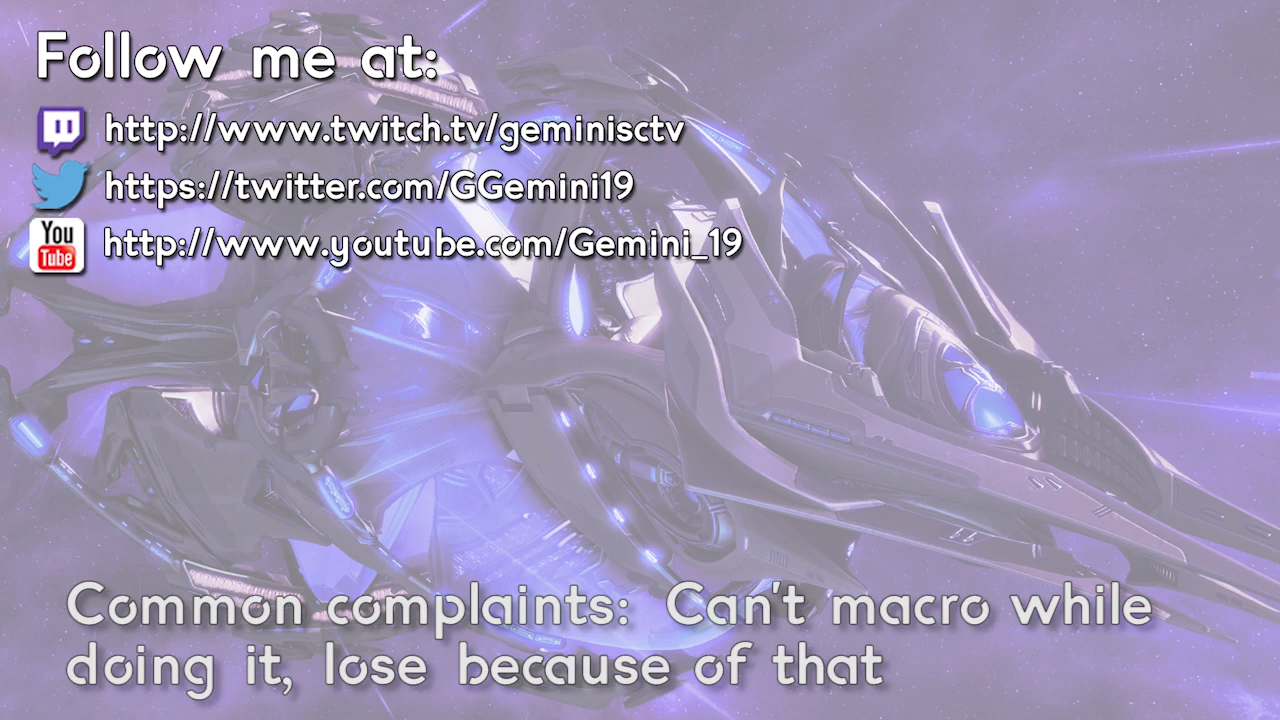 Follow me at:
http://www.twitch.tv/geminisctv
https://twitter.com/GGemini19
You
Tube
http://www.youtube.com/Gemini_19
Common complaints: Can't macro while
doing it, lose because of that